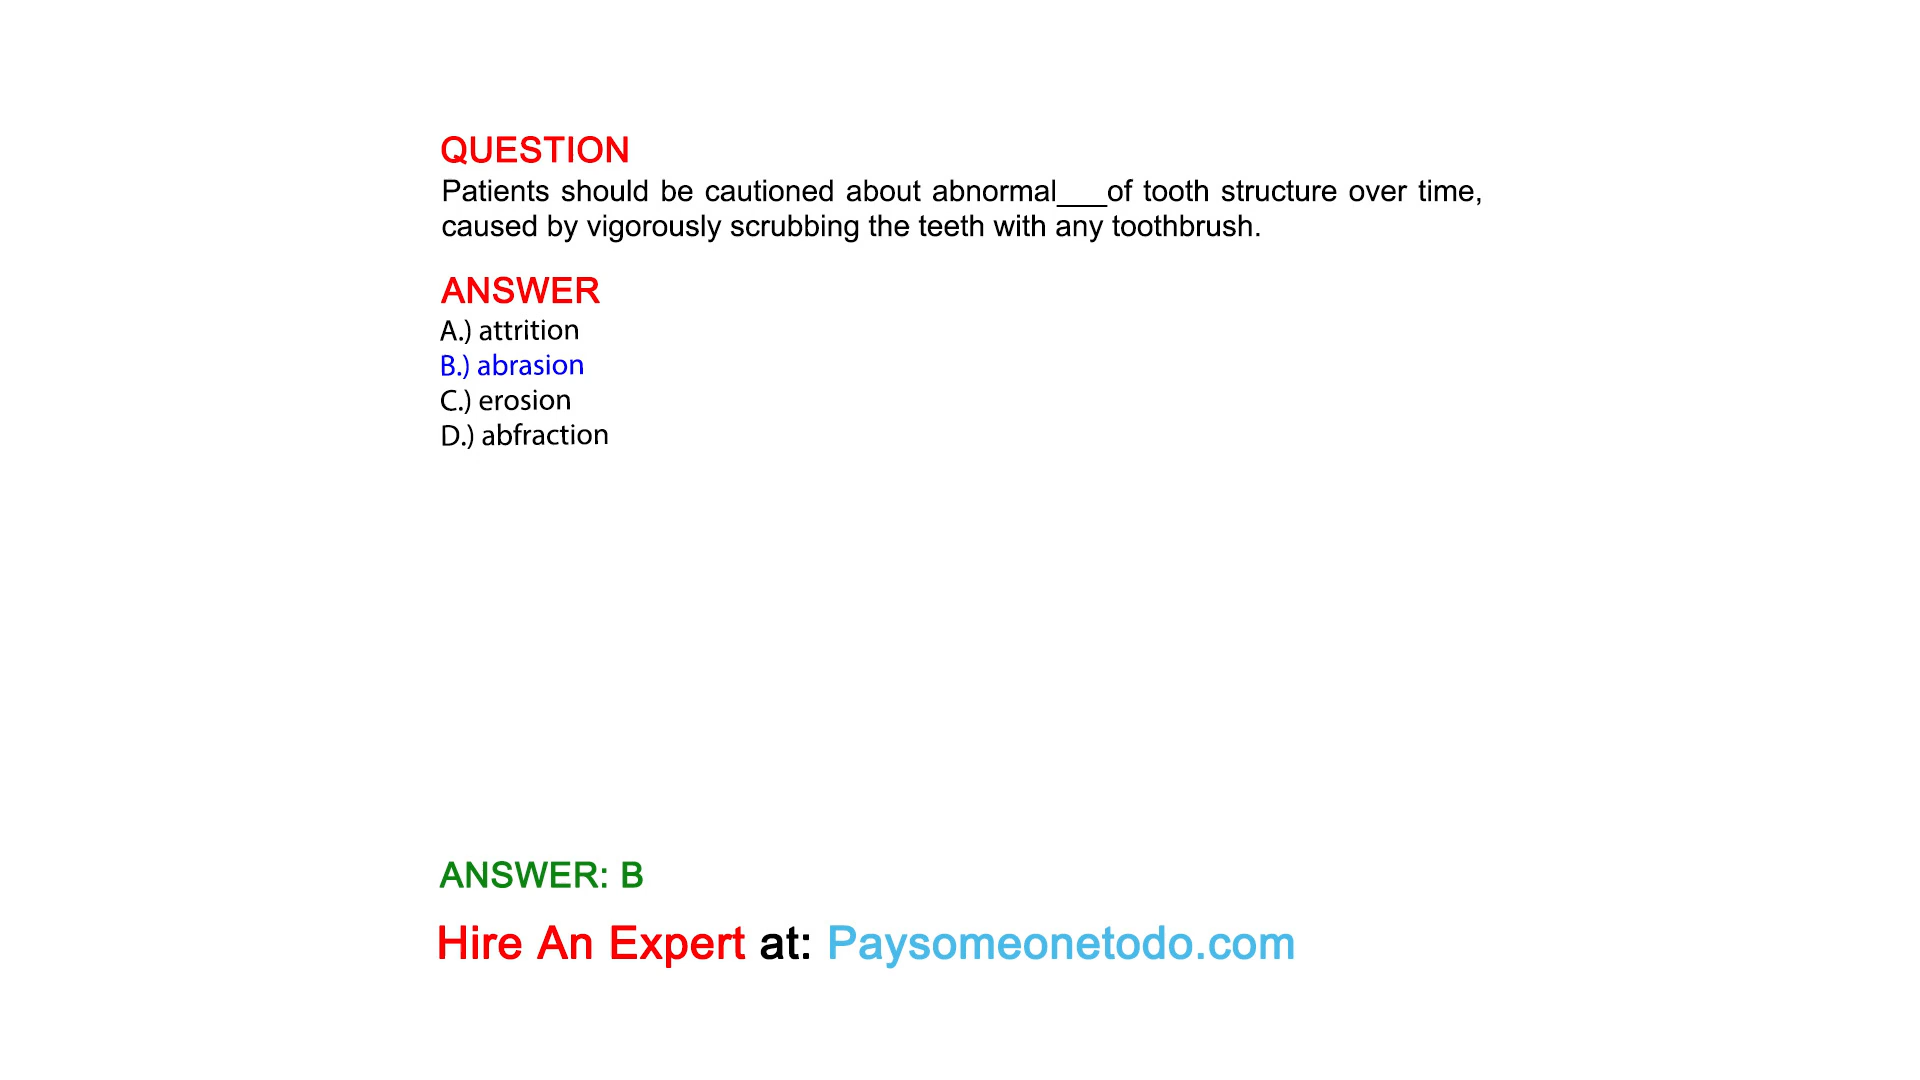 QUESTION
Patients should be cautioned about abnormal___of tooth structure over time,
caused by vigorously scrubbing the teeth with any toothbrush.
ANSWER
A.) attrition
B.) abrasion
C.) erosion
D.) abfraction
ANSWER: B
Hire An Expert at: Paysomeonetodo.com